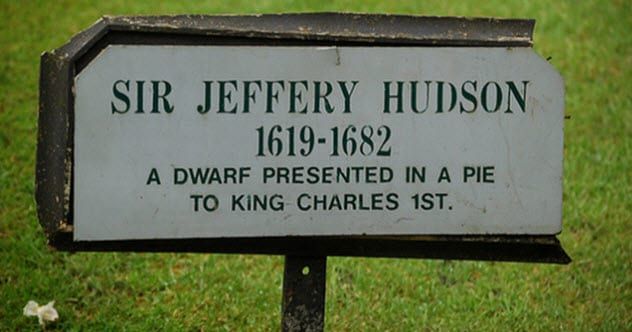 SIR JEFFERY HUDSON
1619-1682
A DWARF PRESENTED IN A PIE
TO KING CHARLES 1ST.